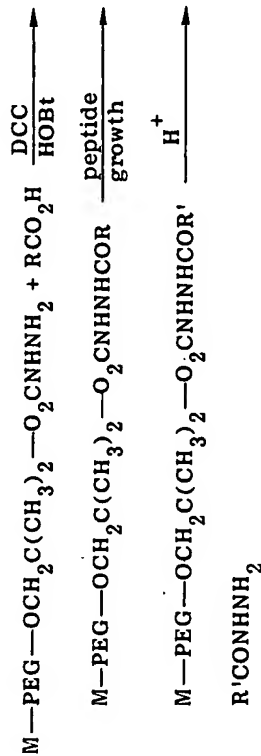 M—PEG—OCH₂C(CH₃)₂—O₂CNHNH₂ + RCO₂H
DCC
HOBt
M—PEG—OCH₂C(CH₃)₂—O₂CNHNHCOR
peptide
growth
M—PEG—OCH₂C(CH₃)₂—O₂CNHNHCOR'
H⁺
R'CONHNH₂